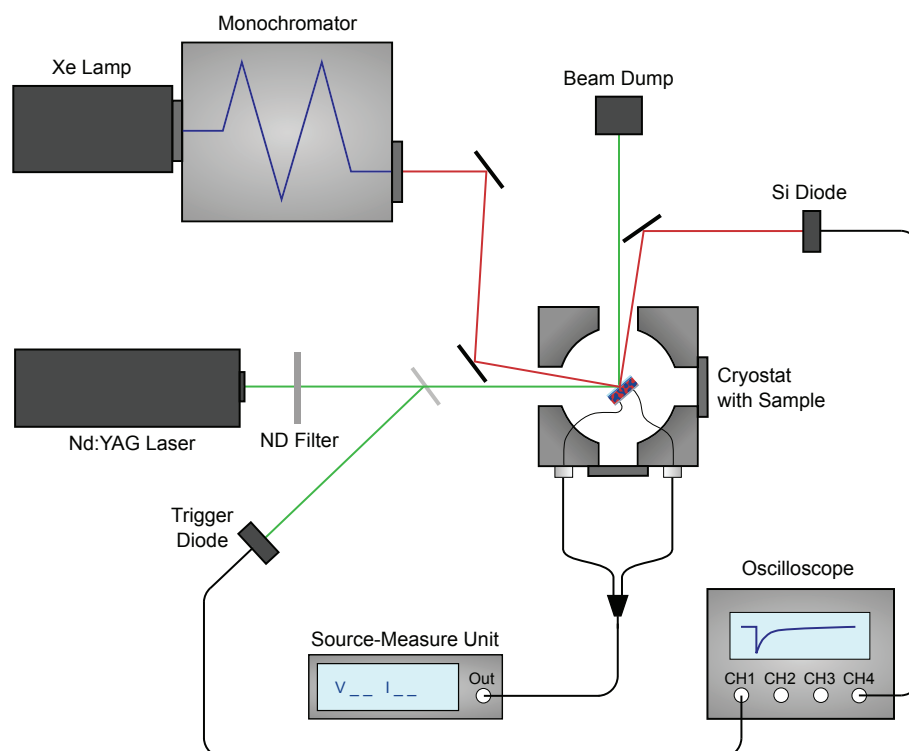 Monochromator
Xe Lamp
Beam Dump
Si Diode
Cryostat
with Sample
Nd:YAG Laser
ND Filter
Trigger
Diode
Oscilloscope
Source-Measure Unit
V_ _ I_ _
Out
CH1 CH2 CH3 CH4